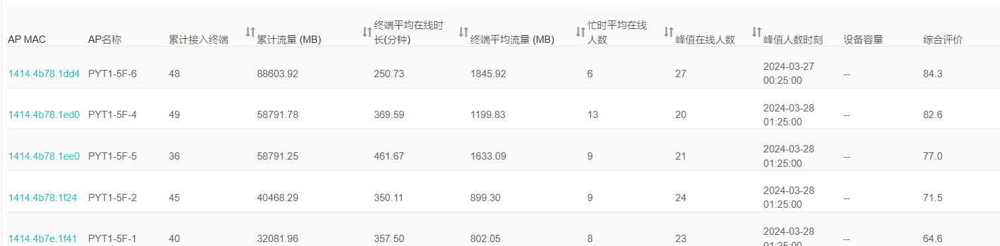 AP MAC AP名称 累计接入终端 累计流量 (MB) 终端平均在线时长(分钟) 终端平均流量 (MB) 忙时平均在线人数 峰值在线人数 峰值人数时刻 设备容量 综合评价
1414.4b78.1dd4 PYT1-5F-6 48 88603.92 250.73 1845.92 6 27 2024-03-27 00:25:00 -- 84.3
1414.4b78.1ed0 PYT1-5F-4 49 58791.78 369.59 1199.83 13 20 2024-03-28 01:25:00 -- 82.6
1414.4b78.1ee0 PYT1-5F-5 36 58791.25 461.67 1633.09 9 21 2024-03-28 01:25:00 -- 77.0
1414.4b78.1f24 PYT1-5F-2 45 40468.29 350.11 899.30 9 24 2024-03-28 01:25:00 -- 71.5
1414.4b7e.1f41 PYT1-5F-1 40 32081.96 357.50 802.05 8 23 2024-03-28 01:25:00 -- 64.6